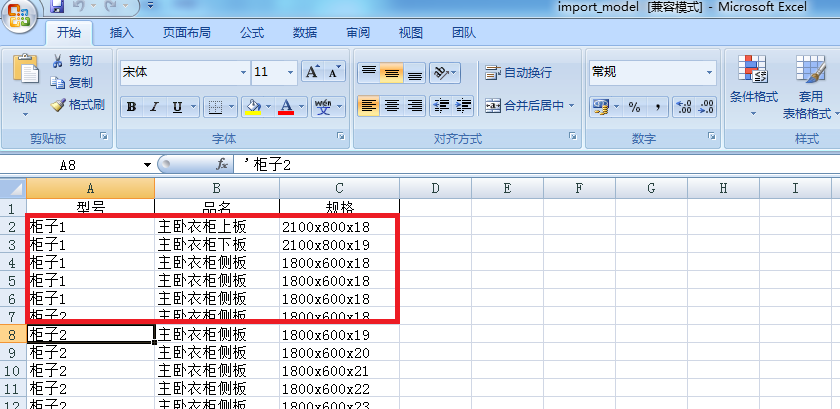 import_model [兼容模式] - Microsoft Excel
开始 插入 页面布局 公式 数据 审阅 视图 团队
粘贴 剪切 复制 格式刷
宋体 11 A A
B I U A wén 文
自动换行
合并后居中
常规
% , .00 .00
条件格式 套用 表格格式
剪贴板 字体 对齐方式 数字 样式
A8 fx '柜子2
A B C D E F G H I
1 型号 品名 规格
2 柜子1 主卧衣柜上板 2100x800x18
3 柜子1 主卧衣柜下板 2100x800x19
4 柜子1 主卧衣柜侧板 1800x600x18
5 柜子1 主卧衣柜侧板 1800x600x18
6 柜子1 主卧衣柜侧板 1800x600x18
7 柜子2 主卧衣柜侧板 1800x600x18
8 柜子2 主卧衣柜侧板 1800x600x19
9 柜子2 主卧衣柜侧板 1800x600x20
10 柜子2 主卧衣柜侧板 1800x600x21
11 柜子2 主卧衣柜侧板 1800x600x22
12 柜子2 主卧衣柜侧板 1800x600x23